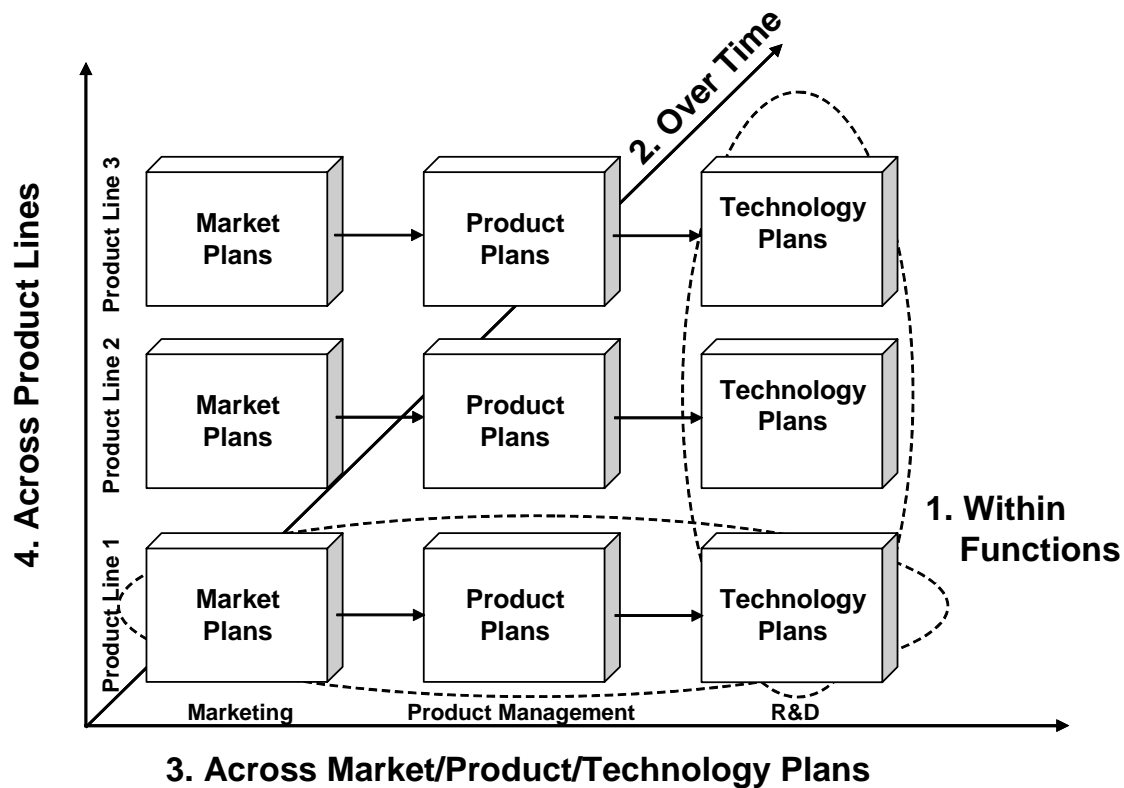 2. Over Time
4. Across Product Lines
Product Line 3
Market
Plans
Product
Plans
Technology
Plans
Product Line 2
Market
Plans
Product
Plans
Technology
Plans
1. Within
Functions
Product Line 1
Market
Plans
Product
Plans
Technology
Plans
Marketing
Product Management
R&D
3. Across Market/Product/Technology Plans